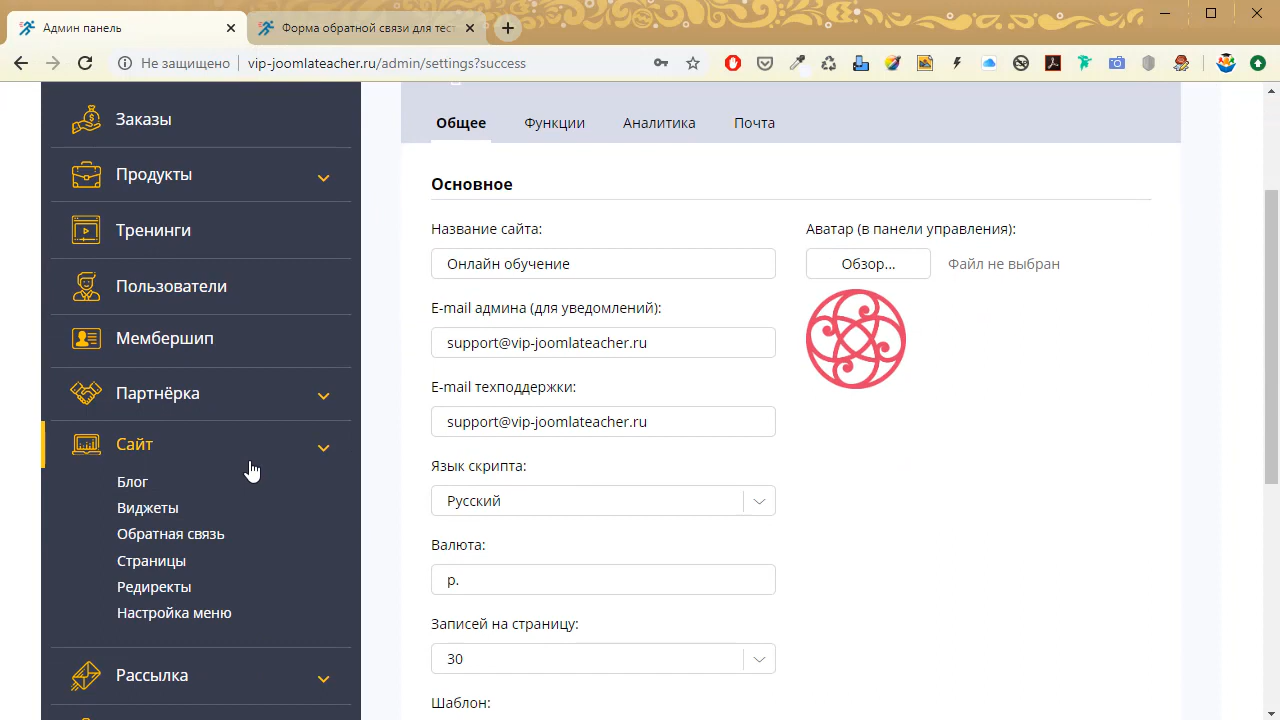 Админ панель
Форма обратной связи для тест
Не защищено
vip-joomlateacher.ru/admin/settings?success
Заказы
Продукты
Тренинги
Пользователи
Мембершип
Партнёрка
Сайт
Блог
Виджеты
Обратная связь
Страницы
Редиректы
Настройка меню
Рассылка
Общее
Функции
Аналитика
Почта
Основное
Название сайта:
Онлайн обучение
E-mail админа (для уведомлений):
support@vip-joomlateacher.ru
E-mail техподдержки:
support@vip-joomlateacher.ru
Язык скрипта:
Русский
Валюта:
р.
Записей на страницу:
30
Шаблон:
Аватар (в панели управления):
Обзор...
Файл не выбран